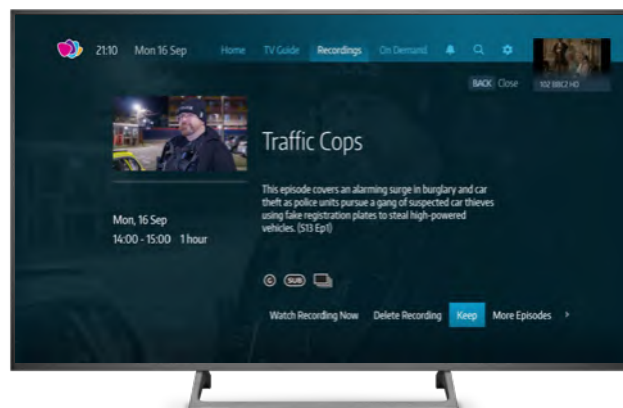 21:10 Mon 16 Sep Home TV Guide Recordings On Demand
BACK Close
102 BBC2 HD
Traffic Cops
This episode covers an alarming surge in burglary and car
theft as police units pursue a gang of suspected car thieves
using fake registration plates to steal high-powered
vehicles. (S13 Ep1)
Mon, 16 Sep
14:00 - 15:00 1 hour
C SUB
Watch Recording Now Delete Recording Keep More Episodes